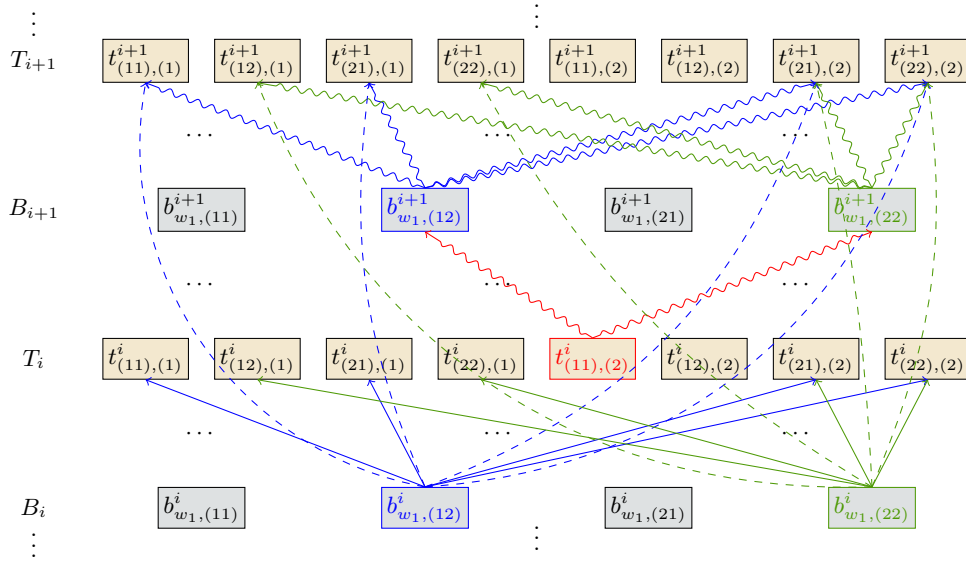 ⋮ ⋮
T_{i+1} t^{i+1}_{(11),(1)} t^{i+1}_{(12),(1)} t^{i+1}_{(21),(1)} t^{i+1}_{(22),(1)} t^{i+1}_{(11),(2)} t^{i+1}_{(12),(2)} t^{i+1}_{(21),(2)} t^{i+1}_{(22),(2)}
⋯ ⋯ ⋯
B_{i+1} b^{i+1}_{w_1,(11)} b^{i+1}_{w_1,(12)} b^{i+1}_{w_1,(21)} b^{i+1}_{w_1,(22)}
⋯ ⋯ ⋯
T_i t^i_{(11),(1)} t^i_{(12),(1)} t^i_{(21),(1)} t^i_{(22),(1)} t^i_{(11),(2)} t^i_{(12),(2)} t^i_{(21),(2)} t^i_{(22),(2)}
⋯ ⋯ ⋯
B_i b^i_{w_1,(11)} b^i_{w_1,(12)} b^i_{w_1,(21)} b^i_{w_1,(22)}
⋮ ⋮